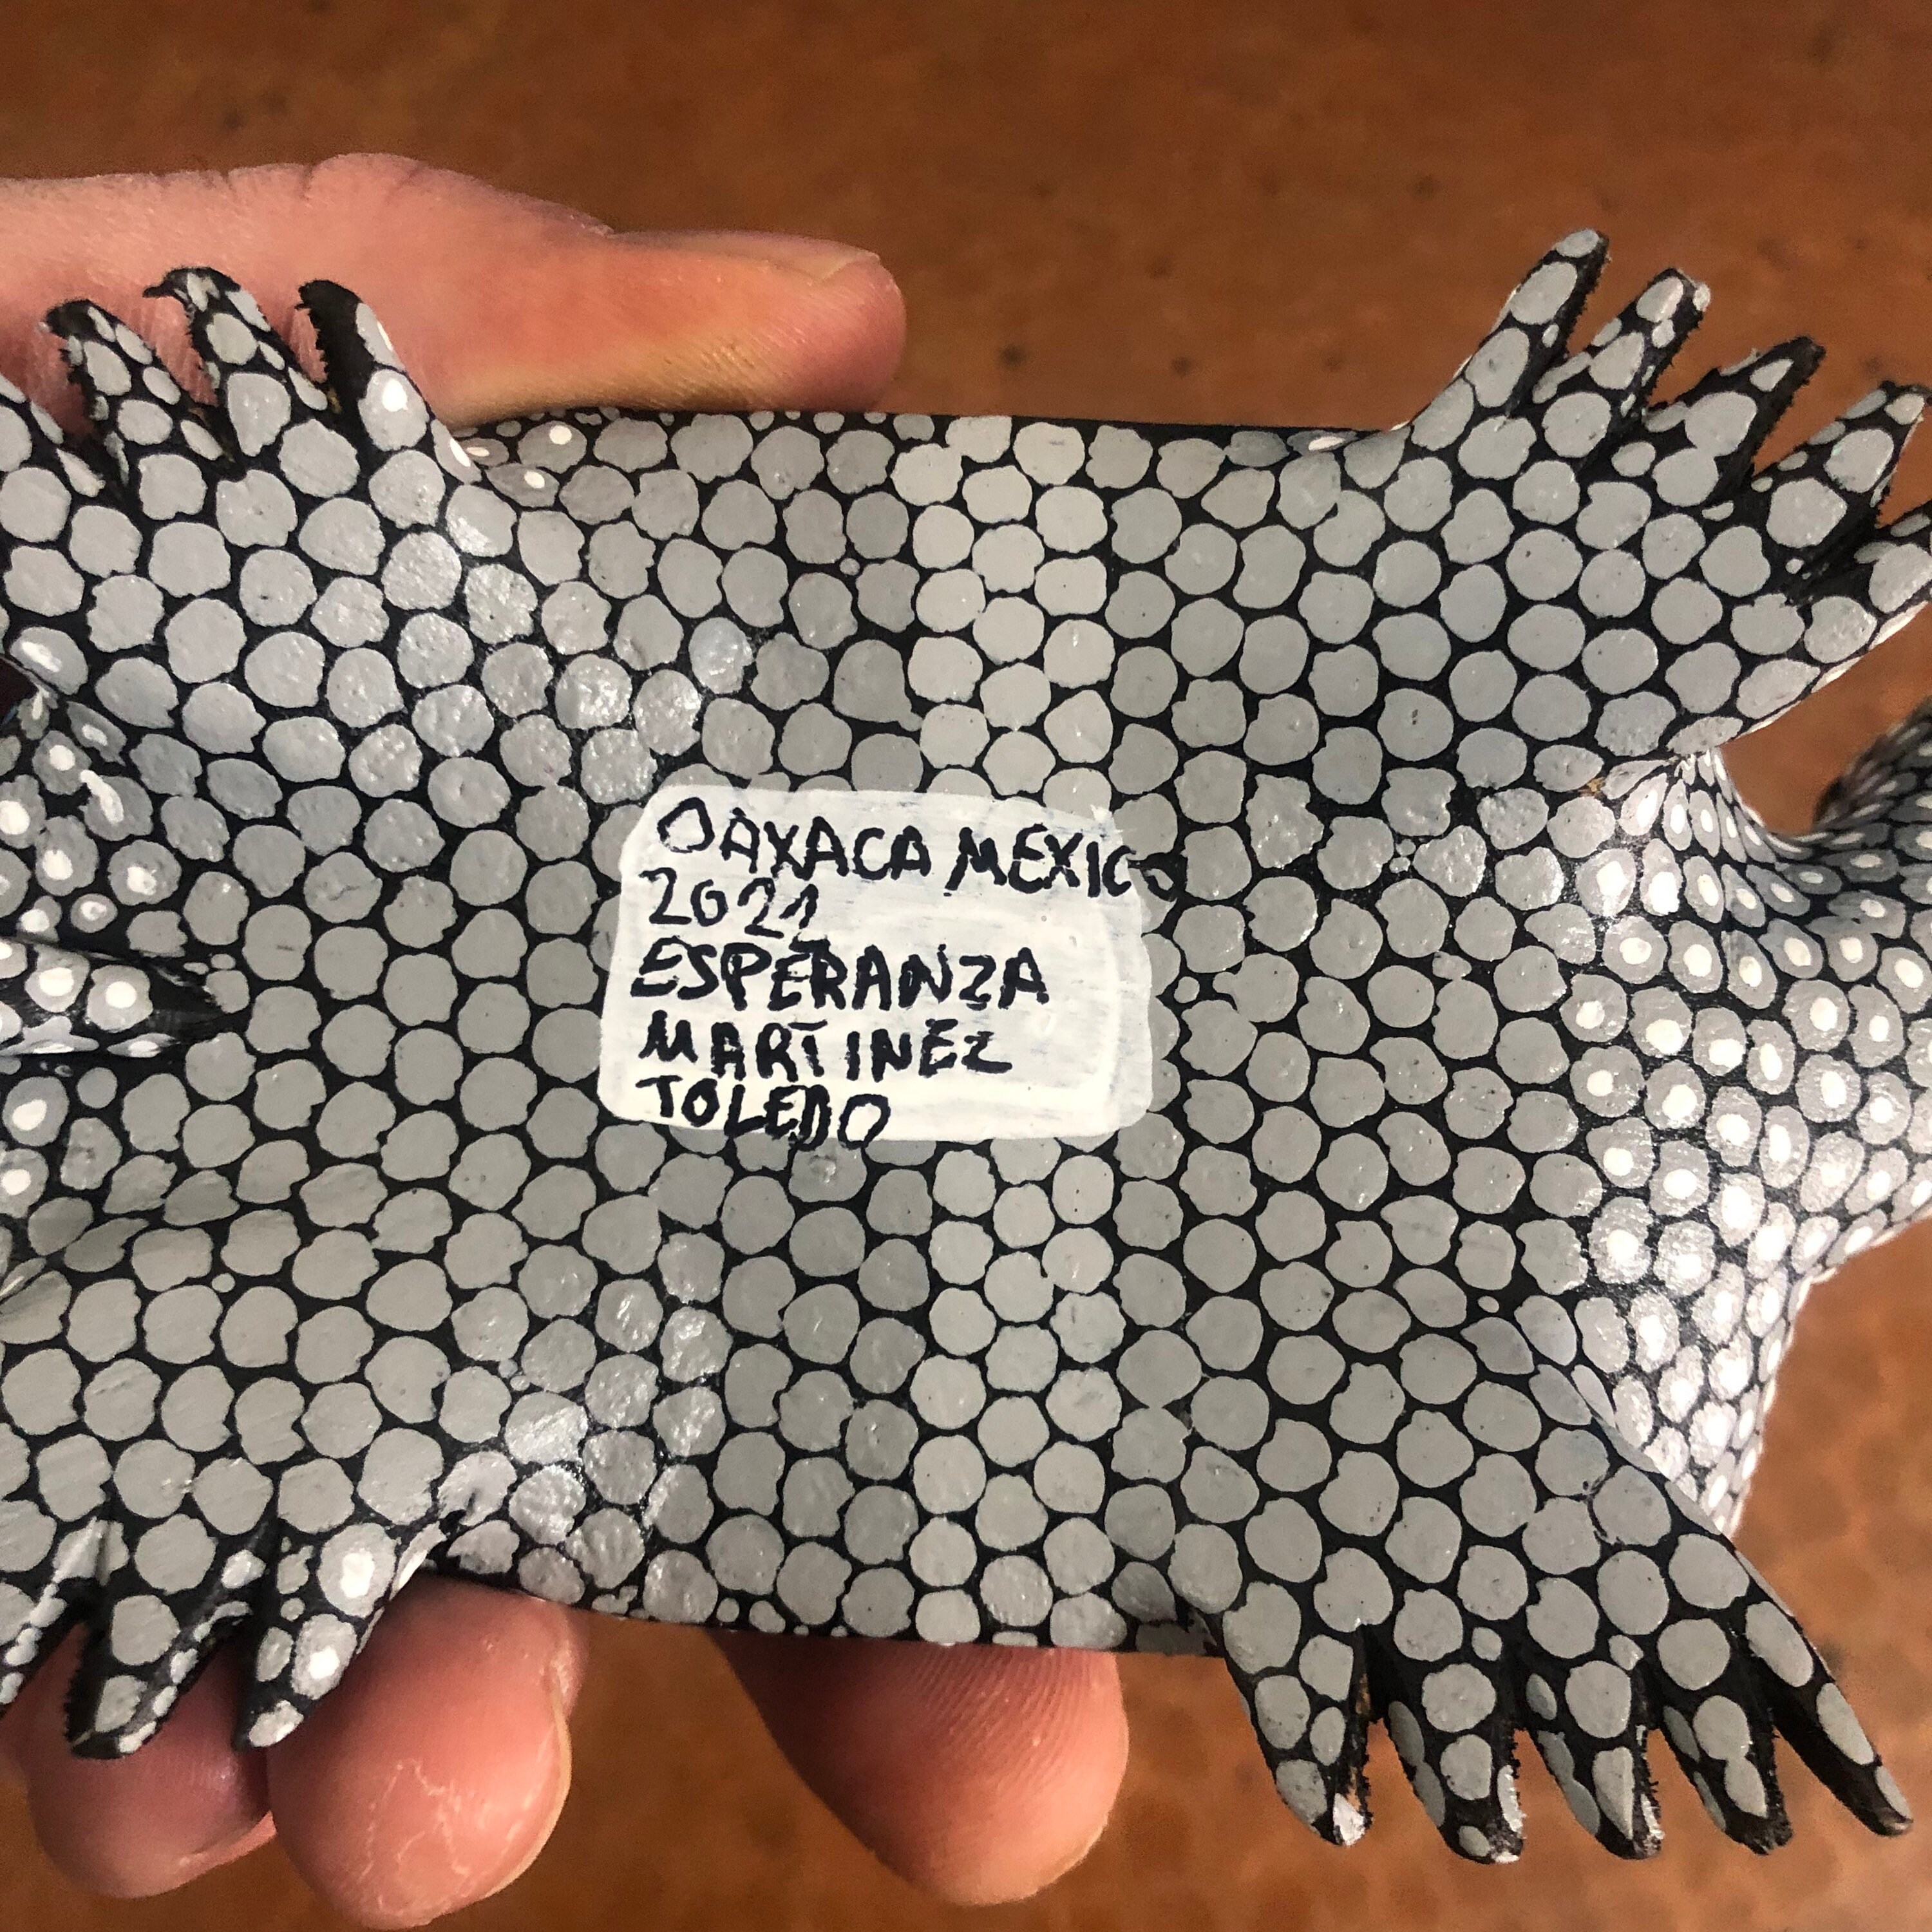 OAXACA MEXICO
2021
ESPERANZA
MARTINEZ
TOLEDO